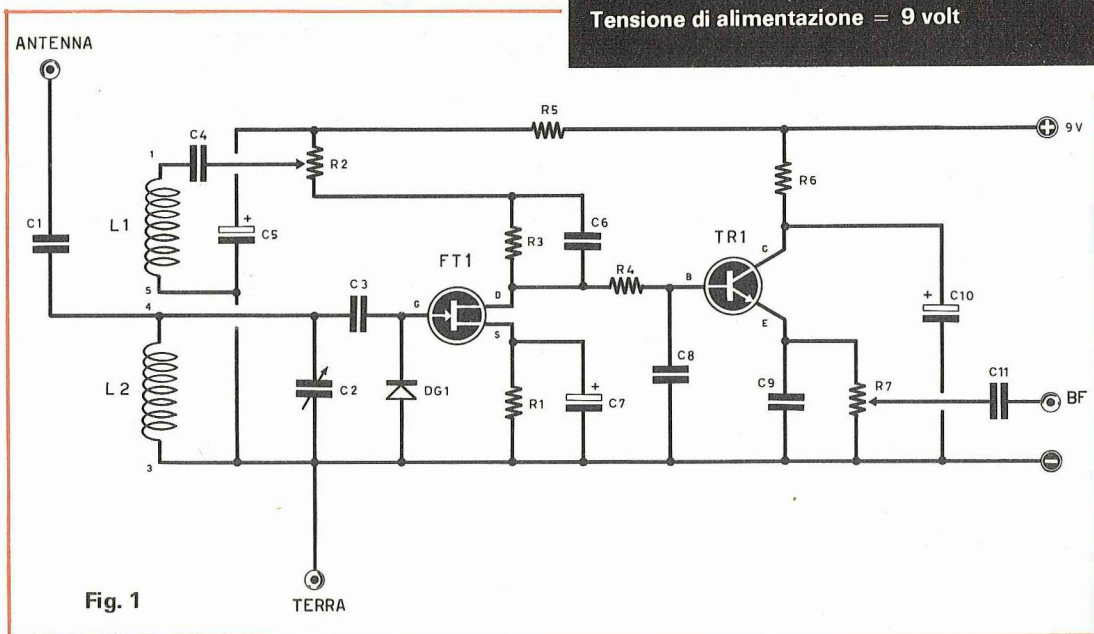 Tensione di alimentazione = 9 volt
ANTENNA
R5
9V
1
C4
R2
R6
C1
L1
C5
+
R3
C6
TR1
5
4
C3
FT1
D
R4
B
C
G
S
E
+
C10
L2
C2
DG1
R1
+
C7
C8
C9
R7
C11
BF
3
Fig. 1
TERRA